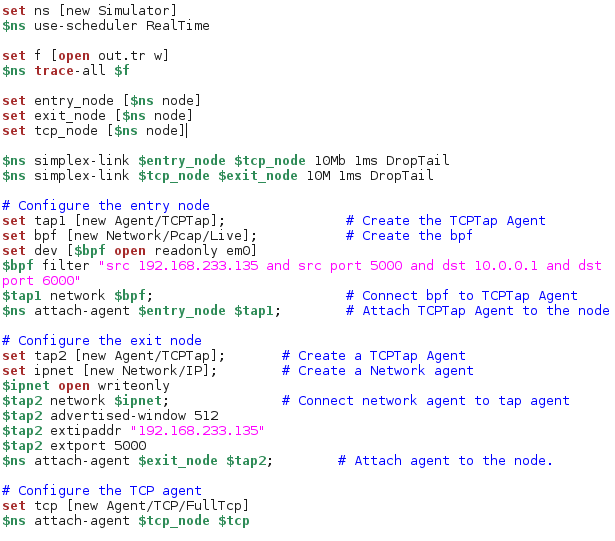 set ns [new Simulator]
$ns use-scheduler RealTime
set f [open out.tr w]
$ns trace-all $f
set entry_node [$ns node]
set exit_node [$ns node]
set tcp_node [$ns node]
$ns simplex-link $entry_node $tcp_node 10Mb 1ms DropTail
$ns simplex-link $tcp_node $exit_node 10M 1ms DropTail
# Configure the entry node
set tap1 [new Agent/TCPTap];               # Create the TCPTap Agent
set bpf [new Network/Pcap/Live];           # Create the bpf
set dev [$bpf open readonly em0]
$bpf filter "src 192.168.233.135 and src port 5000 and dst 10.0.0.1 and dst
port 6000"
$tap1 network $bpf;                        # Connect bpf to TCPTap Agent
$ns attach-agent $entry_node $tap1;        # Attach TCPTap Agent to the node
# Configure the exit node
set tap2 [new Agent/TCPTap];       # Create a TCPTap Agent
set ipnet [new Network/IP];        # Create a Network agent
$ipnet open writeonly
$tap2 network $ipnet;              # Connect network agent to tap agent
$tap2 advertised-window 512
$tap2 extipaddr "192.168.233.135"
$tap2 extport 5000
$ns attach-agent $exit_node $tap2;        # Attach agent to the node.
# Configure the TCP agent
set tcp [new Agent/TCP/FullTcp]
$ns attach-agent $tcp_node $tcp